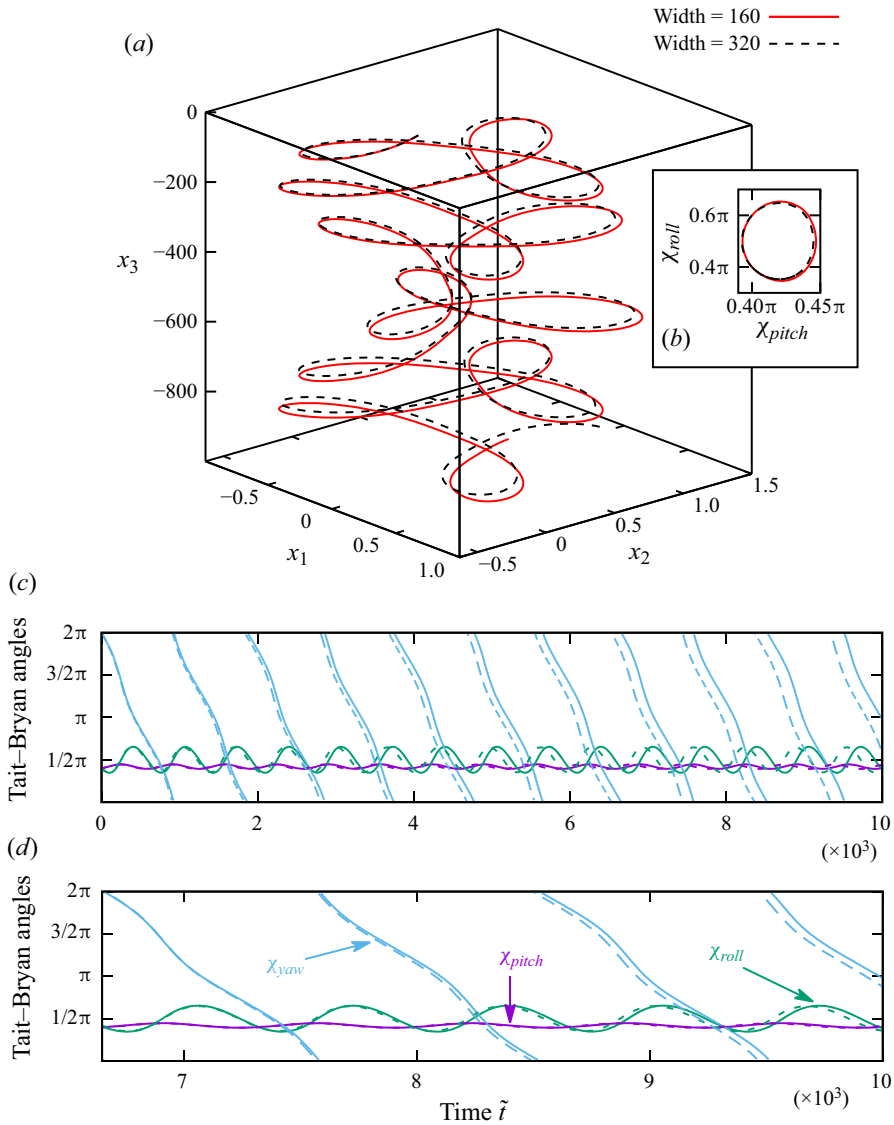 (a)
Width = 160
Width = 320
0
−200
−400
−600
−800
x3
−0.5
0
0.5
1.0
x1
−0.5
0
0.5
1.0
1.5
x2
0.6π
0.4π
χroll
0.40π
0.45π
χpitch
(b)
(c)
2π
3/2π
π
1/2π
Tait–Bryan angles
0
2
4
6
8
10
(×10³)
(d)
2π
3/2π
π
1/2π
Tait–Bryan angles
χyaw
χpitch
χroll
7
8
9
10
(×10³)
Time t̃